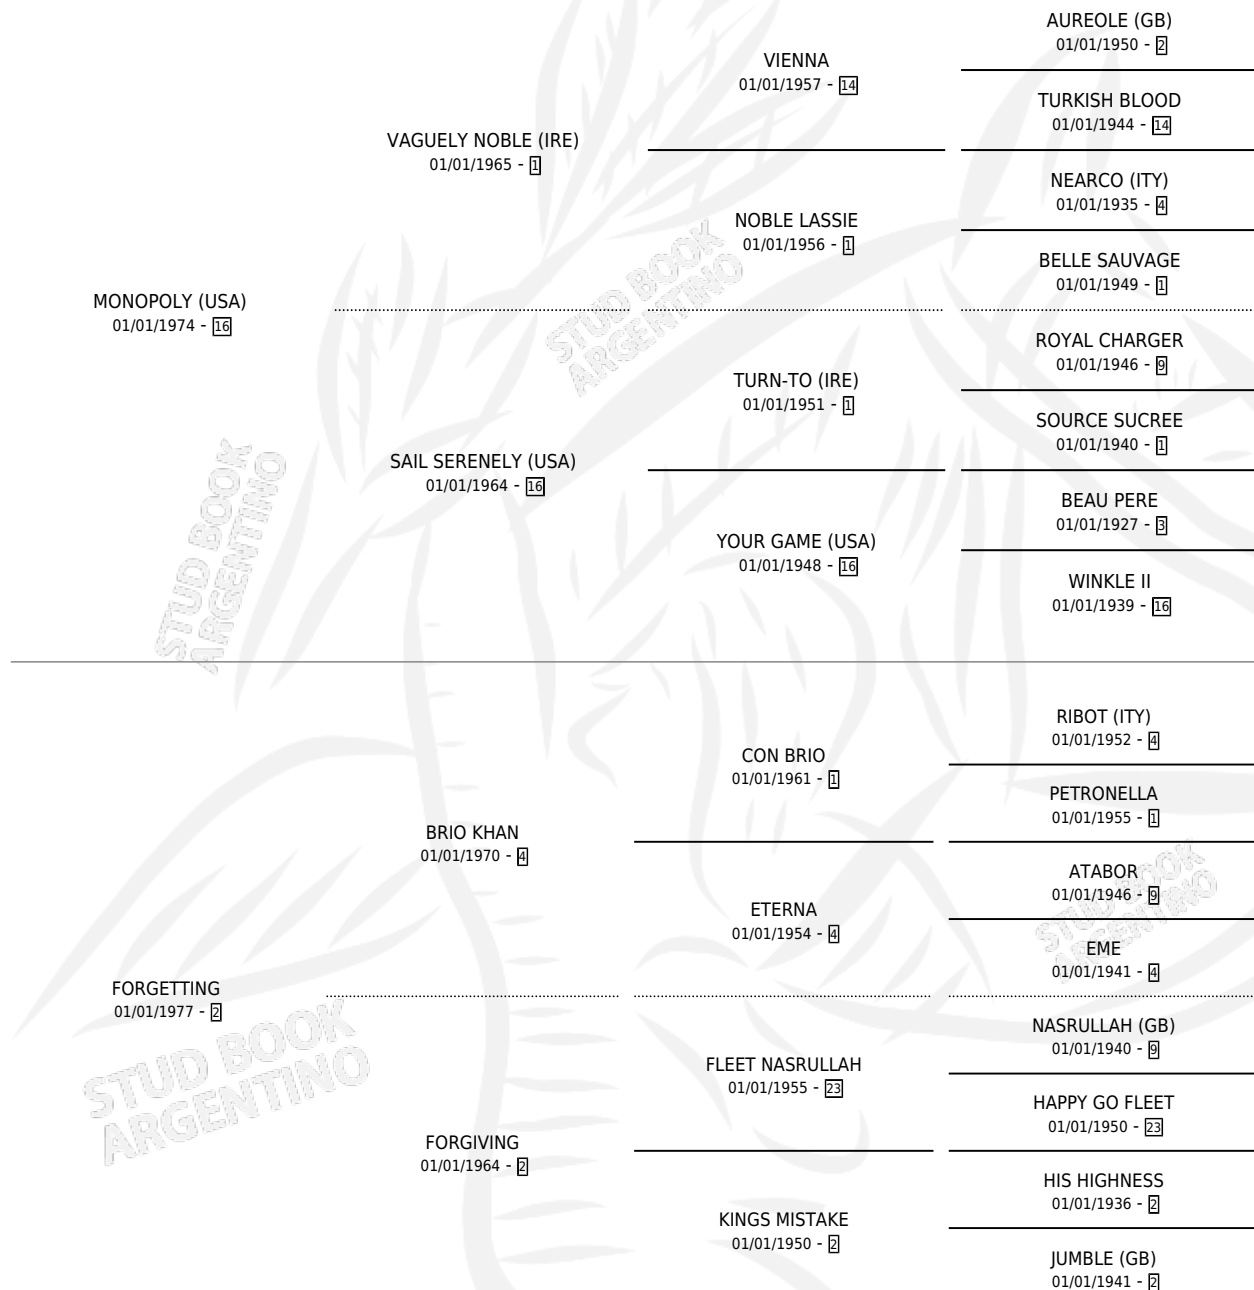 AUREOLE (GB)
01/01/1950 - 2
VIENNA
01/01/1957 - 14
TURKISH BLOOD
01/01/1944 - 14
VAGUELY NOBLE (IRE)
01/01/1965 - 1
NEARCO (ITY)
01/01/1935 - 4
NOBLE LASSIE
01/01/1956 - 1
BELLE SAUVAGE
01/01/1949 - 1
MONOPOLY (USA)
01/01/1974 - 16
ROYAL CHARGER
01/01/1946 - 9
TURN-TO (IRE)
01/01/1951 - 1
SOURCE SUCREE
01/01/1940 - 1
SAIL SERENELY (USA)
01/01/1964 - 16
BEAU PERE
01/01/1927 - 3
YOUR GAME (USA)
01/01/1948 - 16
WINKLE II
01/01/1939 - 16
RIBOT (ITY)
01/01/1952 - 4
CON BRIO
01/01/1961 - 1
PETRONELLA
01/01/1955 - 1
BRIO KHAN
01/01/1970 - 4
ATABOR
01/01/1946 - 9
ETERNA
01/01/1954 - 4
EME
01/01/1941 - 4
FORGETTING
01/01/1977 - 2
NASRULLAH (GB)
01/01/1940 - 9
FLEET NASRULLAH
01/01/1955 - 23
HAPPY GO FLEET
01/01/1950 - 23
FORGIVING
01/01/1964 - 2
HIS HIGHNESS
01/01/1936 - 2
KINGS MISTAKE
01/01/1950 - 2
JUMBLE (GB)
01/01/1941 - 2
STUD BOOK
ARGENTINO
STUD BOOK
ARGENTINO
STUD BOOK
ARGENTINO
STUD BOOK
ARGENTINO